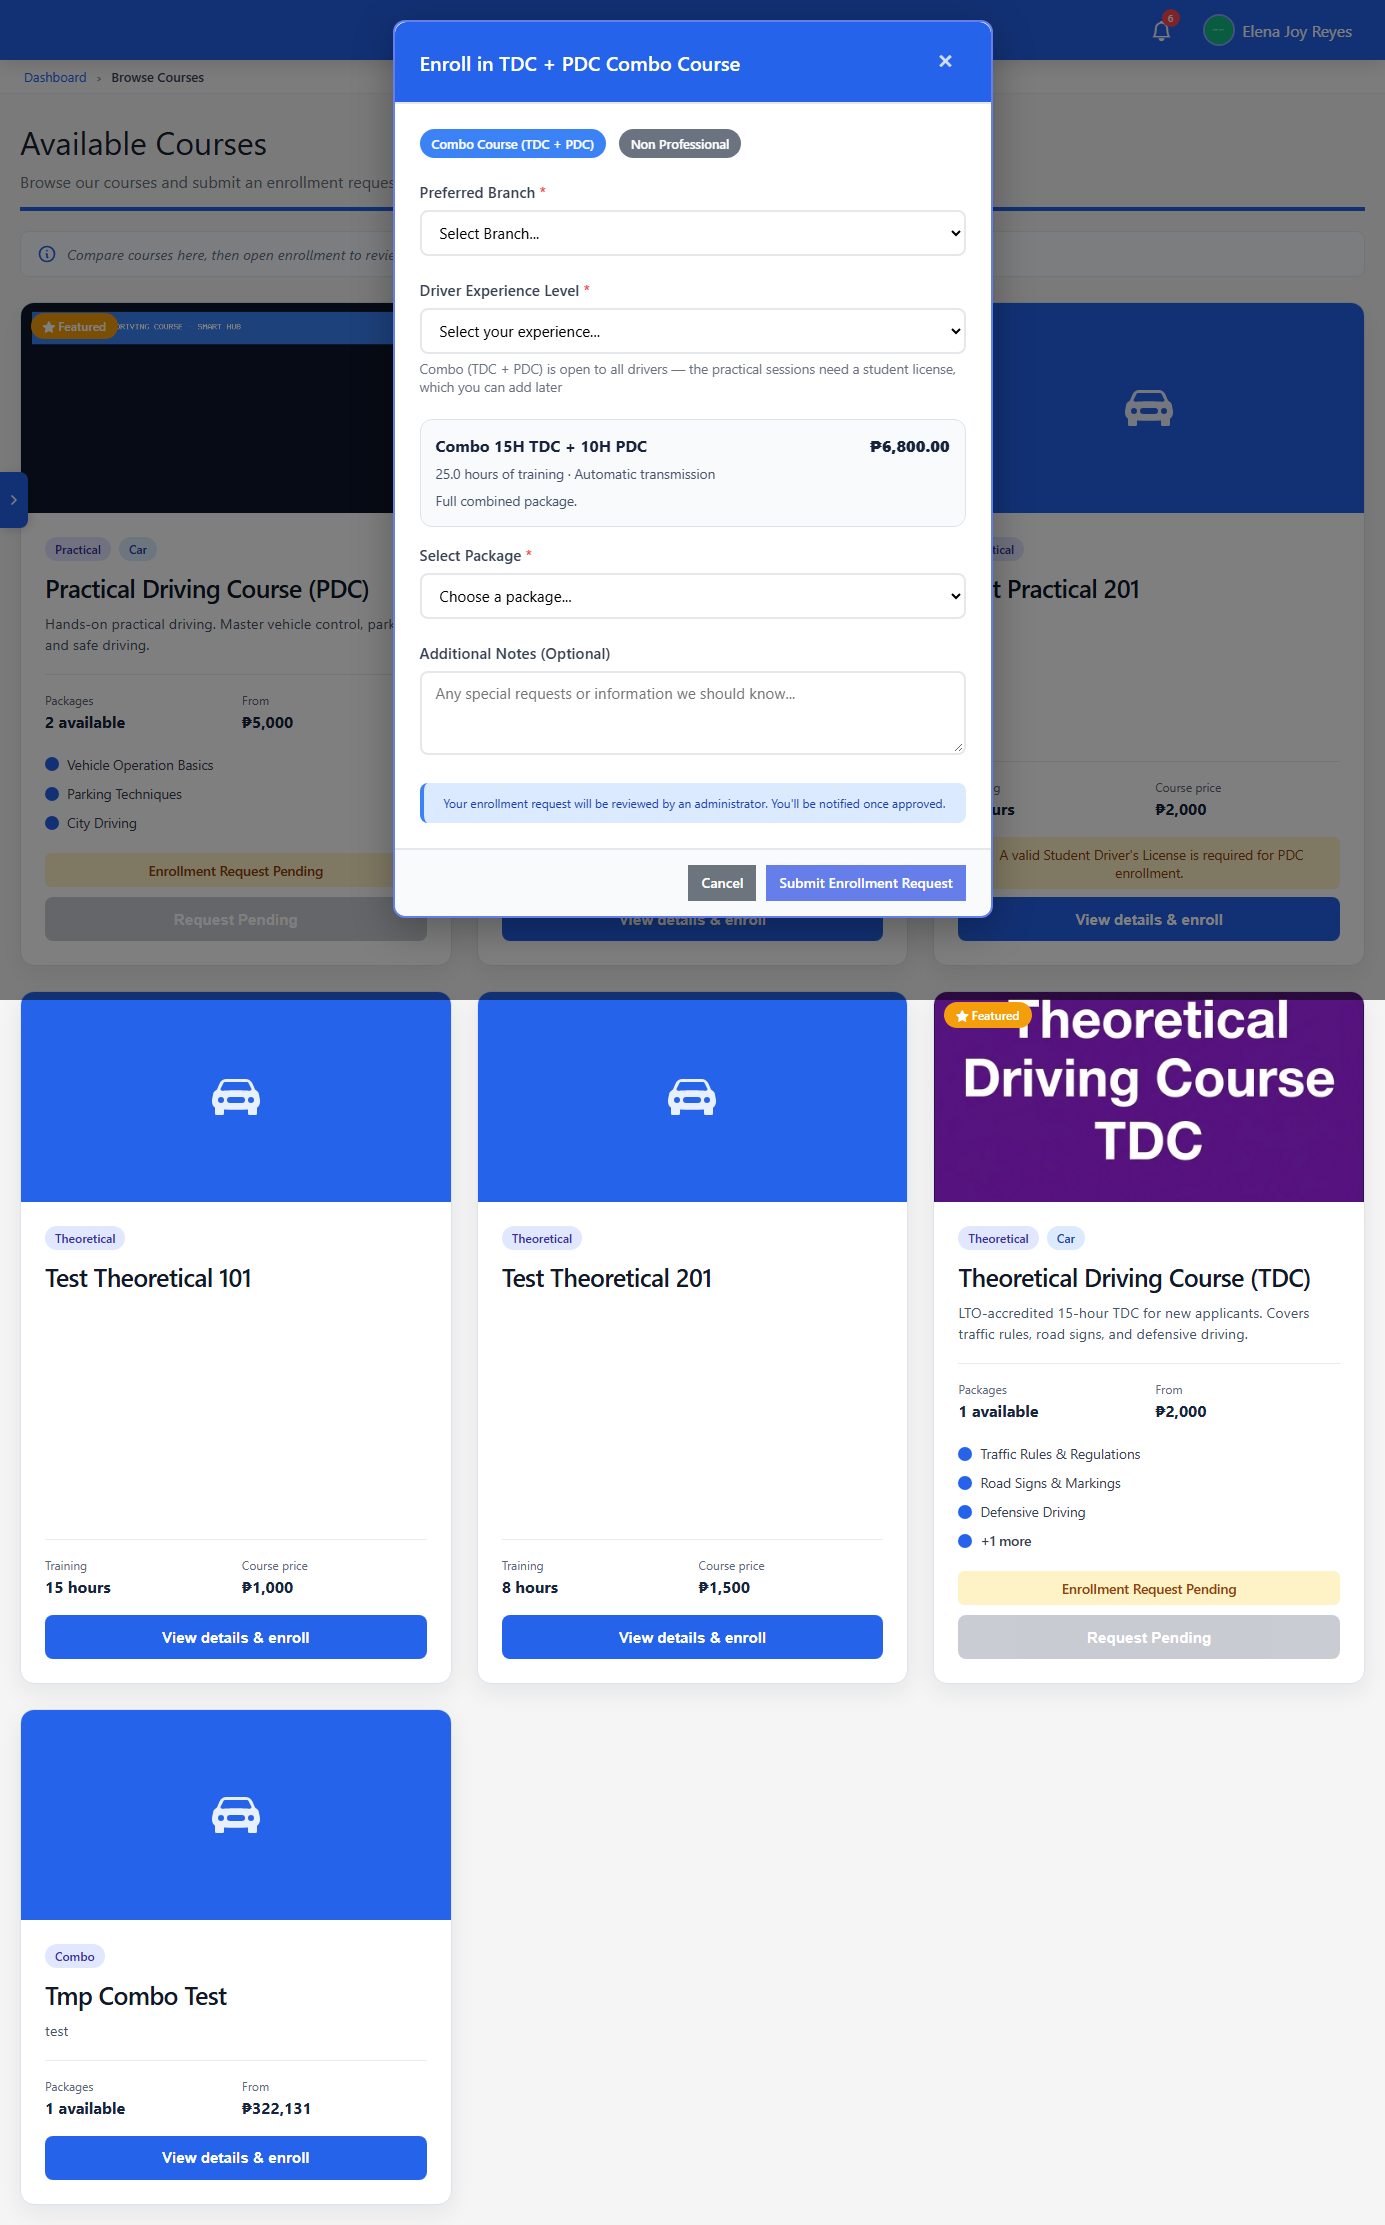 6
Elena Joy Reyes
Dashboard › Browse Courses
Available Courses
Browse our courses and submit an enrollment
Compare courses here, then open enrollment to
Enroll in TDC + PDC Combo Course
×
Combo Course (TDC + PDC)
Non Professional
Preferred Branch *
Select Branch...
Driver Experience Level *
Select your experience...
Combo (TDC + PDC) is open to all drivers — the practical sessions need a student license,
which you can add later
Combo 15H TDC + 10H PDC
₱6,800.00
25.0 hours of training · Automatic transmission
Full combined package.
Select Package *
Choose a package...
Additional Notes (Optional)
Any special requests or information we should know...
Your enrollment request will be reviewed by an administrator. You'll be notified once approved.
Cancel
Submit Enrollment Request
Featured
DRIVING COURSE SMART HUB
Practical
Car
Practical Driving Course (PDC)
Hands-on practical driving. Master vehicle control,
and safe driving.
Packages
2 available
From
₱5,000
Vehicle Operation Basics
Parking Techniques
City Driving
Enrollment Request Pending
Request Pending
View details & enroll
Practical 201
Course price
₱2,000
A valid Student Driver's License is required for PDC
enrollment.
View details & enroll
Theoretical
Test Theoretical 101
Training
15 hours
Course price
₱1,000
View details & enroll
Theoretical
Test Theoretical 201
Training
8 hours
Course price
₱1,500
View details & enroll
Featured
Theoretical
Driving Course
TDC
Theoretical
Car
Theoretical Driving Course (TDC)
LTO-accredited 15-hour TDC for new applicants. Covers
traffic rules, road signs, and defensive driving.
Packages
1 available
From
₱2,000
Traffic Rules & Regulations
Road Signs & Markings
Defensive Driving
+1 more
Enrollment Request Pending
Request Pending
Combo
Tmp Combo Test
test
Packages
1 available
From
₱322,131
View details & enroll